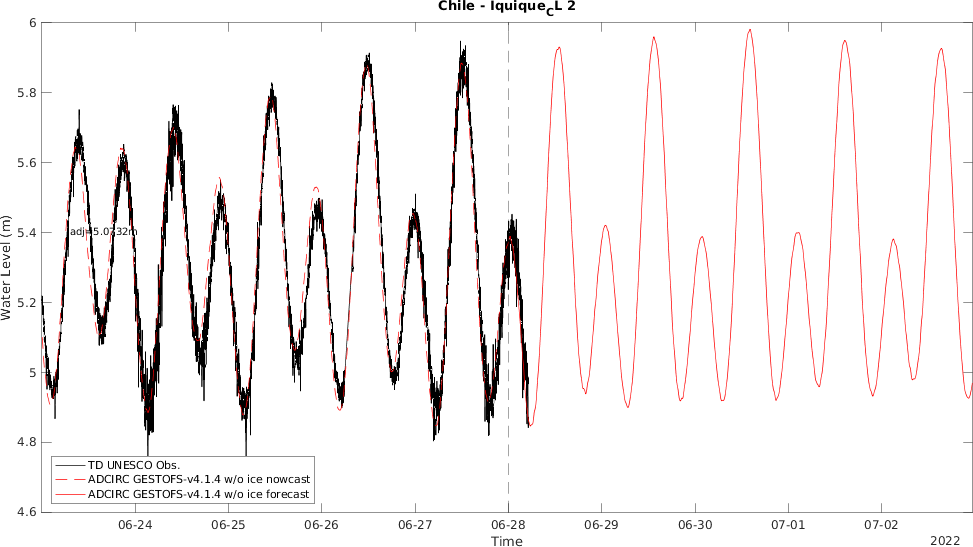 Chile - Iquique_CL 2
Water Level (m)
6
5.8
5.6
5.4
5.2
5
4.8
4.6
adj=5.0732m
TD UNESCO Obs.
ADCIRC GESTOFS-v4.1.4 w/o ice nowcast
ADCIRC GESTOFS-v4.1.4 w/o ice forecast
06-24 06-25 06-26 06-27 06-28 06-29 06-30 07-01 07-02
Time
2022